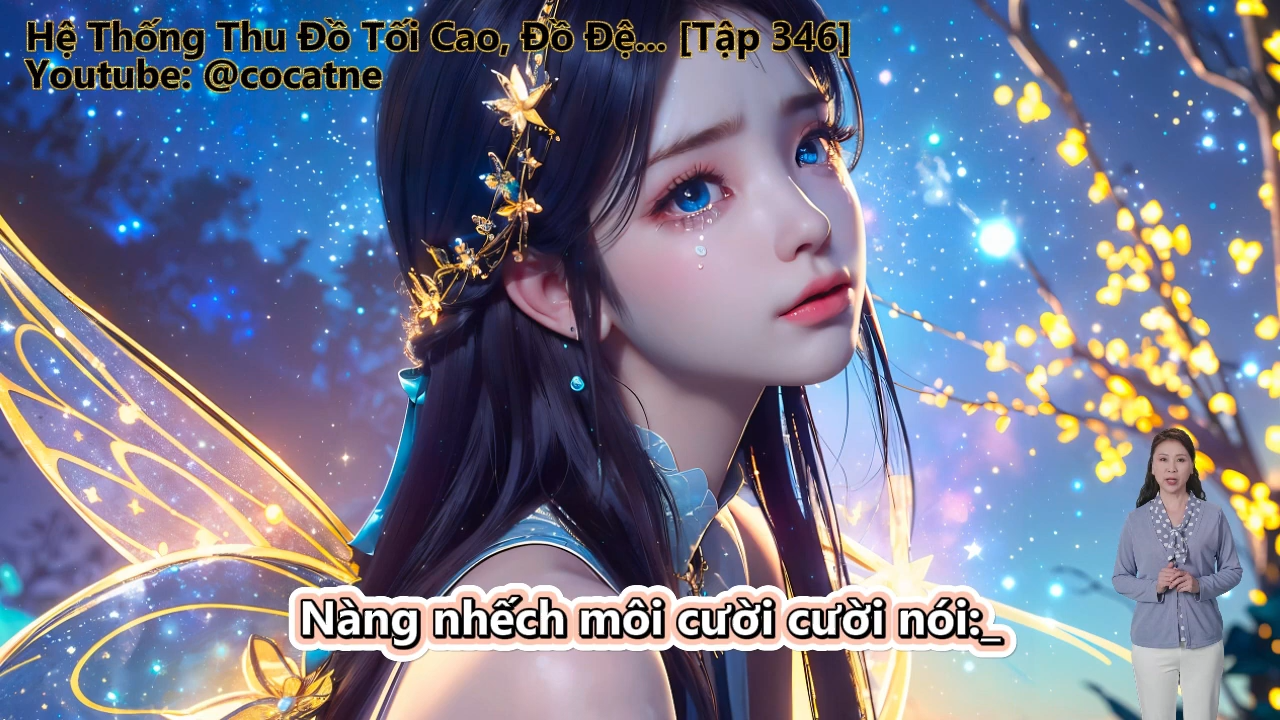 Hệ Thống Thu Đồ Tối Cao, Đồ Đệ... [Tập 346]
Youtube: @cocatne
Nàng nhếch môi cười cười nói:_